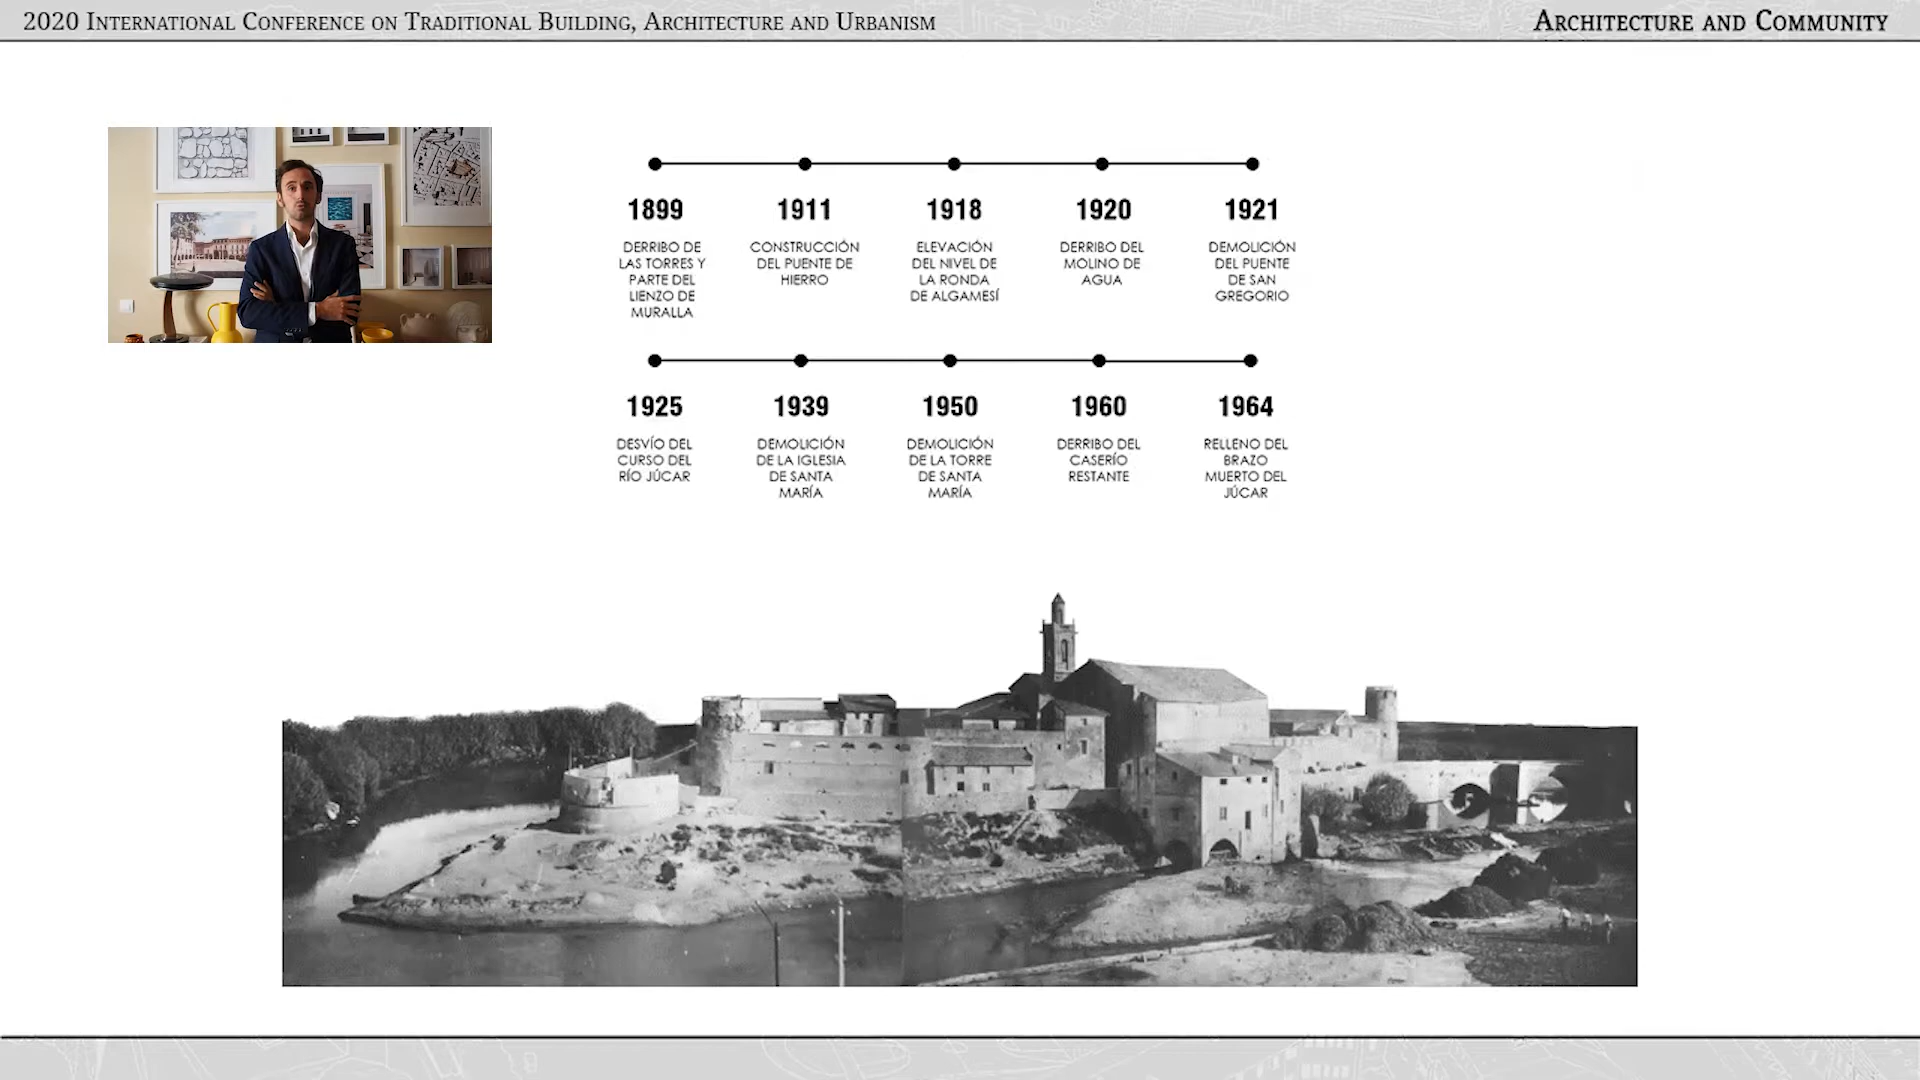 2020 International Conference on Traditional Building, Architecture and Urbanism
Architecture and Community
1899
DERRIBO DE
LAS TORRES Y
PARTE DEL
LIENZO DE
MURALLA
1911
CONSTRUCCIÓN
DEL PUENTE DE
HIERRO
1918
ELEVACIÓN
DEL NIVEL DE
LA RONDA
DE ALGAMESÍ
1920
DERRIBO DEL
MOLINO DE
AGUA
1921
DEMOLICIÓN
DEL PUENTE
DE SAN
GREGORIO
1925
DESVÍO DEL
CURSO DEL
RÍO JÚCAR
1939
DEMOLICIÓN
DE LA IGLESIA
DE SANTA
MARÍA
1950
DEMOLICIÓN
DE LA TORRE
DE SANTA
MARÍA
1960
DERRIBO DEL
CASERÍO
RESTANTE
1964
RELLENO DEL
BRAZO
MUERTO DEL
JÚCAR